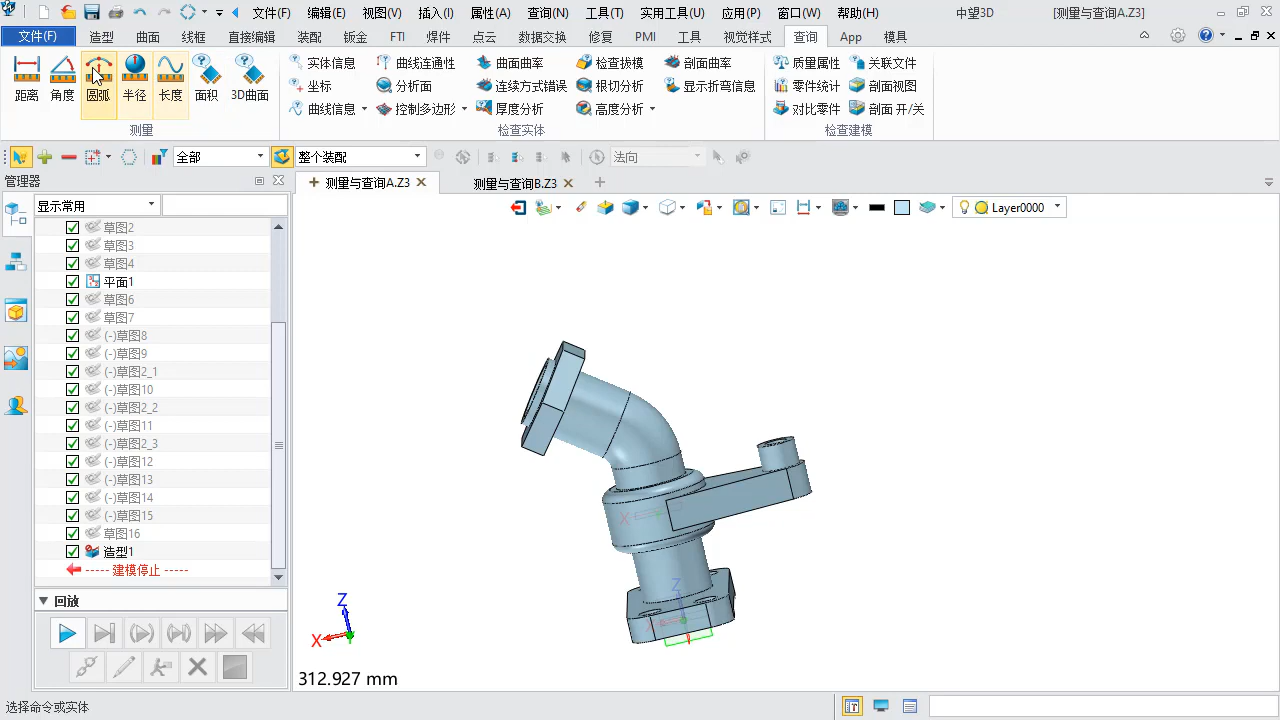 文件(F) 编辑(E) 视图(V) 插入(I) 属性(A) 查询(N) 工具(T) 实用工具(U) 应用(P) 窗口(W) 帮助(H) 中望3D [测量与查询A.Z3]
文件(F) 造型 曲面 线框 直接编辑 装配 钣金 FTI 焊件 点云 数据交换 修复 PMI 工具 视觉样式 查询 App 模具
距离 角度 圆弧 半径 长度 面积 3D曲面
实体信息 曲线连通性 曲面曲率 检查拔模 剖面曲率 质量属性 关联文件
坐标 分析面 连续方式错误 根切分析 显示折弯信息 零件统计 剖面视图
曲线信息 控制多边形 厚度分析 高度分析 对比零件 剖面 开/关
测量 检查实体 检查建模
全部 整个装配 法向
管理器 测量与查询A.Z3 测量与查询B.Z3
显示常用 Layer0000
草图2
草图3
草图4
平面1
草图6
草图7
(-)草图8
(-)草图9
(-)草图2_1
(-)草图10
(-)草图2_2
(-)草图11
(-)草图2_3
(-)草图12
(-)草图13
(-)草图14
(-)草图15
草图16
造型1
----- 建模停止 -----
回放
Z
X
X
Z
312.927 mm
选择命令或实体